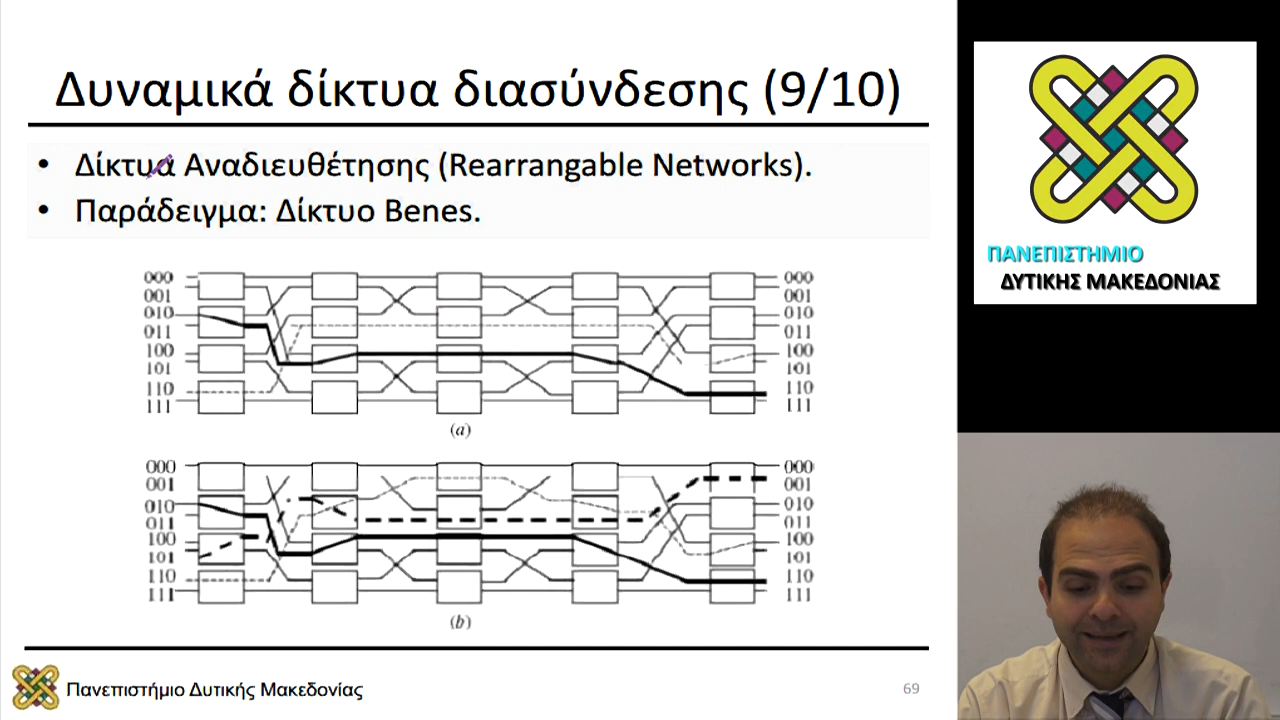 Δυναμικά δίκτυα διασύνδεσης (9/10)
• Δίκτυα Αναδιευθέτησης (Rearrangable Networks).
• Παράδειγμα: Δίκτυο Benes.
000 000
001 001
010 010
011 011
100 100
101 101
110 110
111 111
(a)
000 000
001 001
010 010
011 011
100 100
101 101
110 110
111 111
(b)
Πανεπιστήμιο Δυτικής Μακεδονίας
69
ΠΑΝΕΠΙΣΤΗΜΙΟ
ΔΥΤΙΚΗΣ ΜΑΚΕΔΟΝΙΑΣ